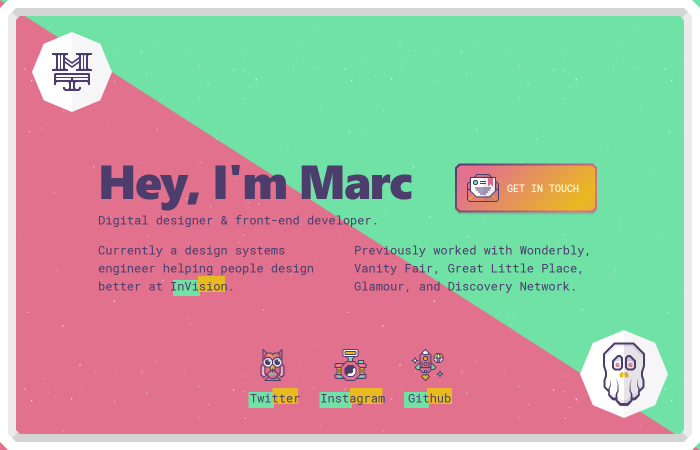 Hey, I'm Marc
GET IN TOUCH
Digital designer & front-end developer.
Currently a design systems
engineer helping people design
better at InVision.
Previously worked with Wonderbly,
Vanity Fair, Great Little Place,
Glamour, and Discovery Network.
Twitter
Instagram
Github